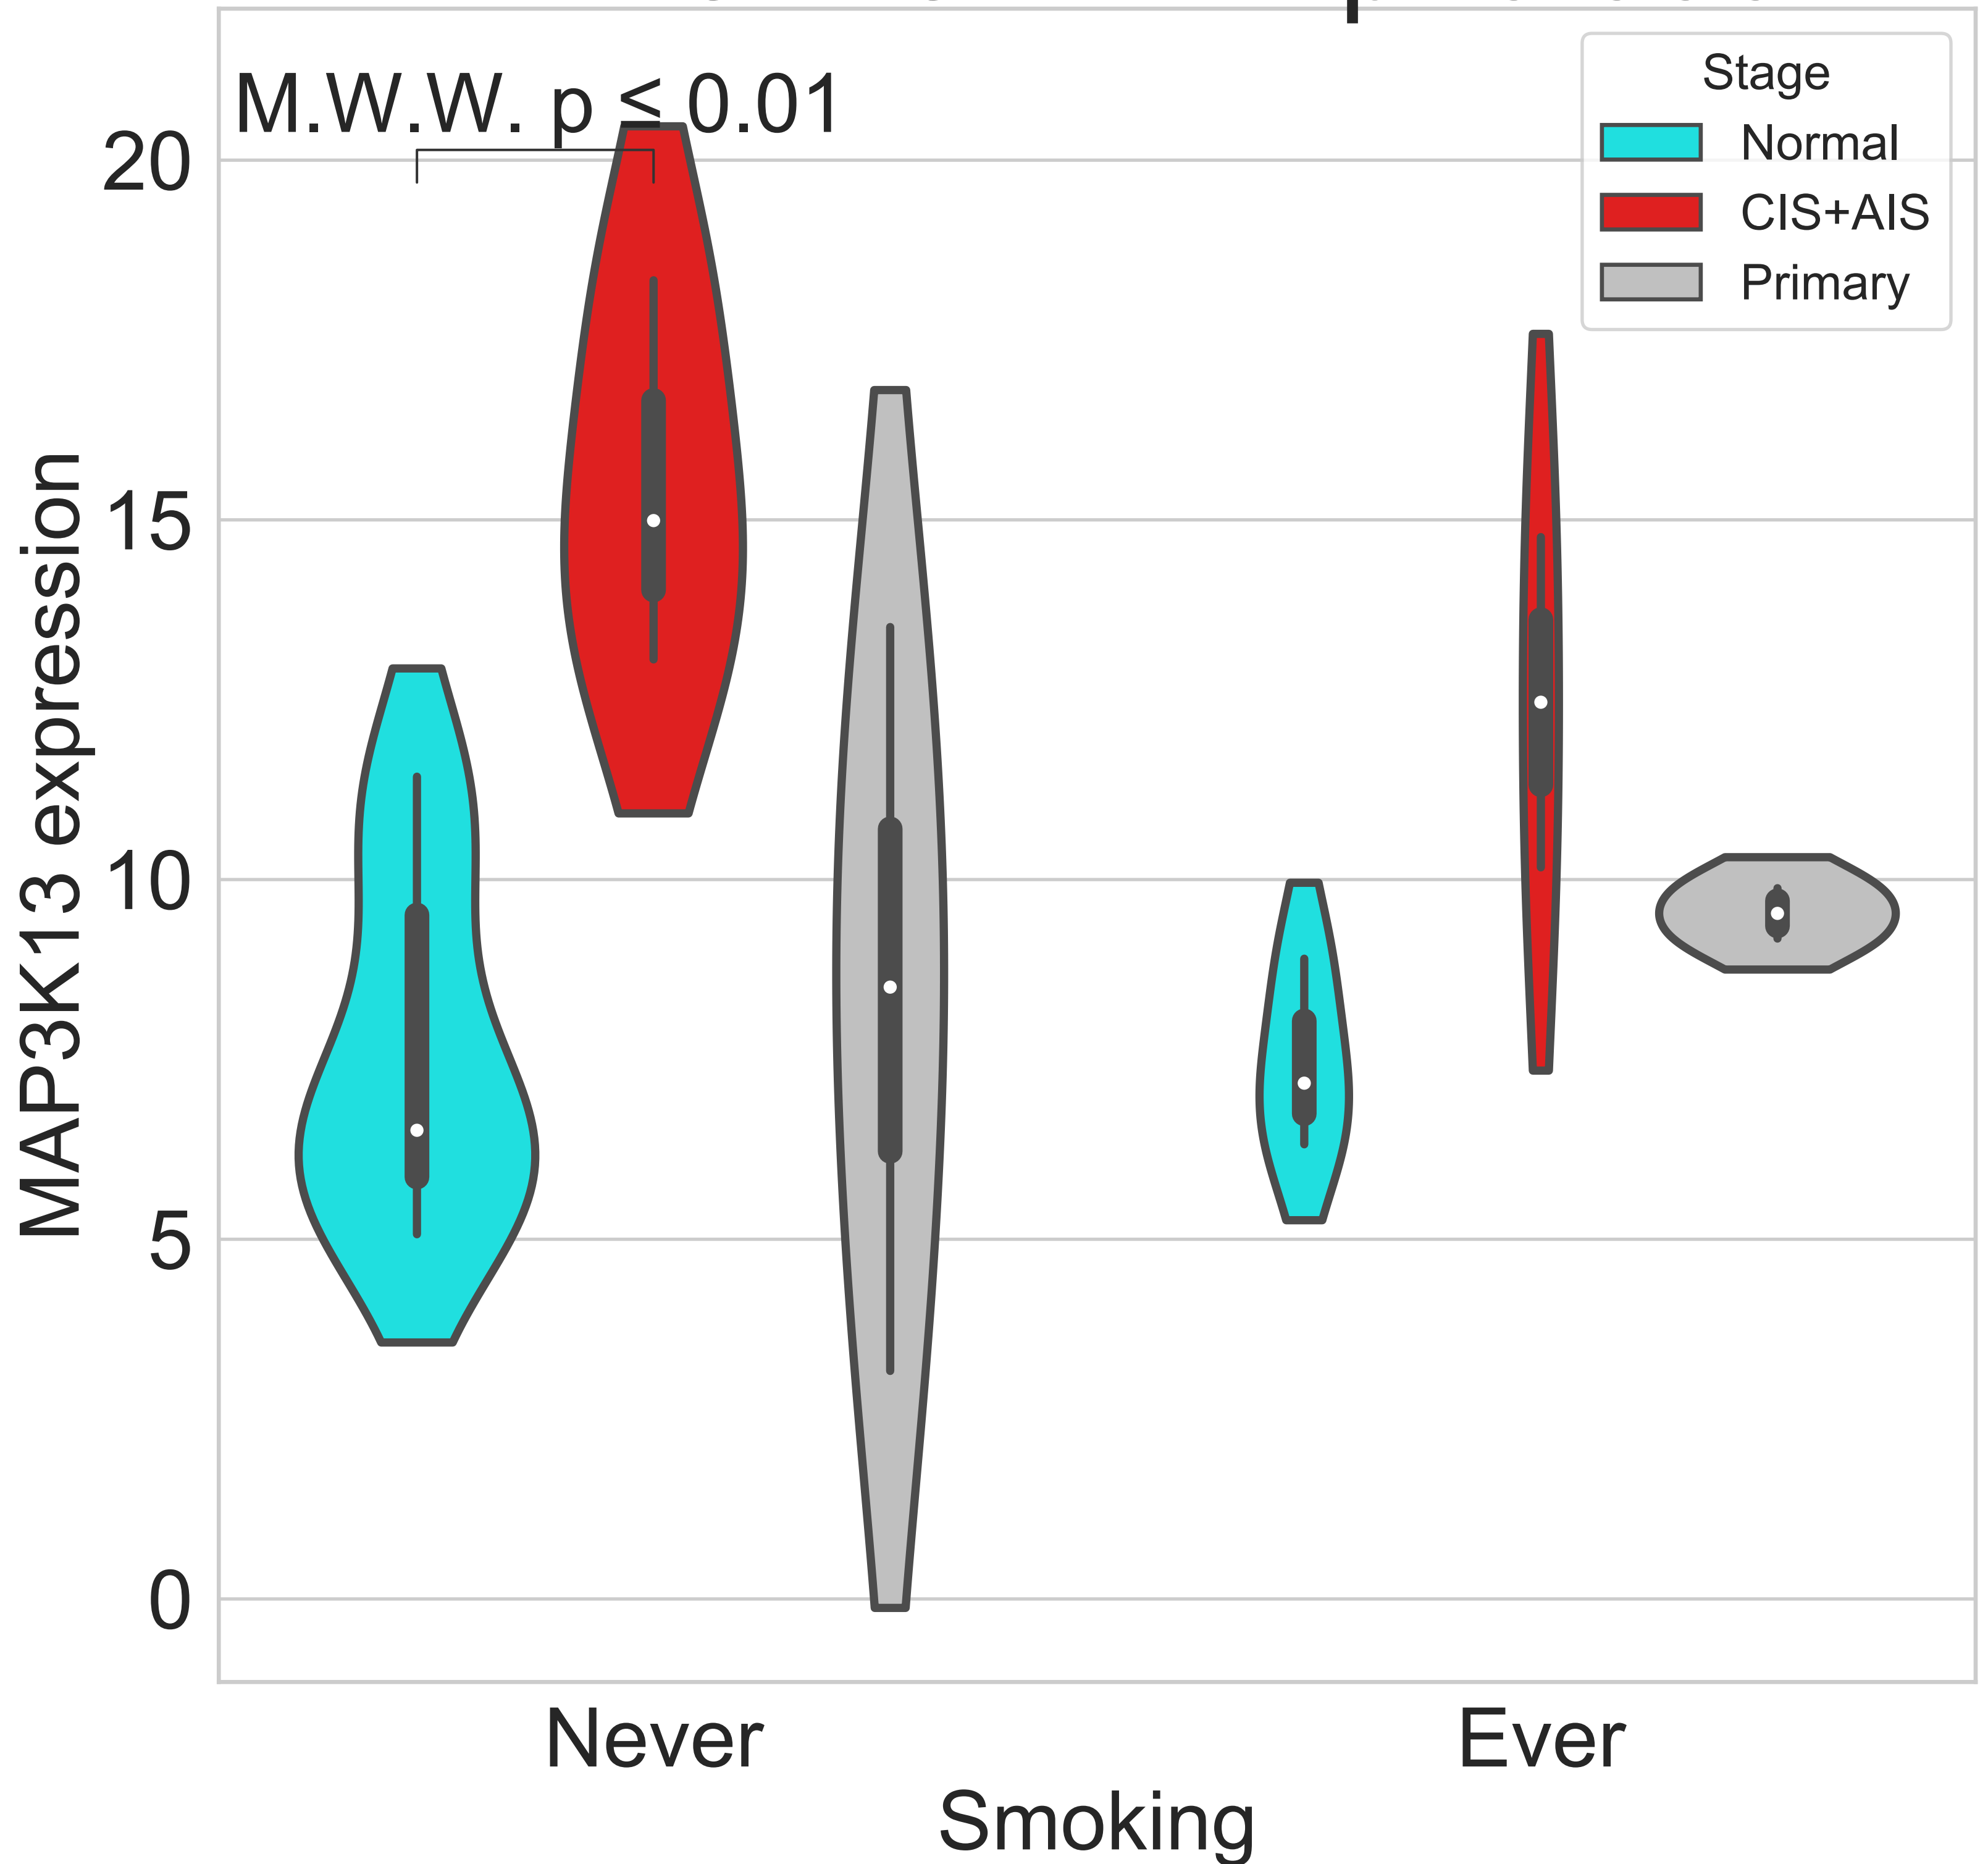 M.W.W. p ≤ 0.01
Stage
Normal
CIS+AIS
Primary
MAP3K13 expression
20
15
10
5
0
Never
Ever
Smoking